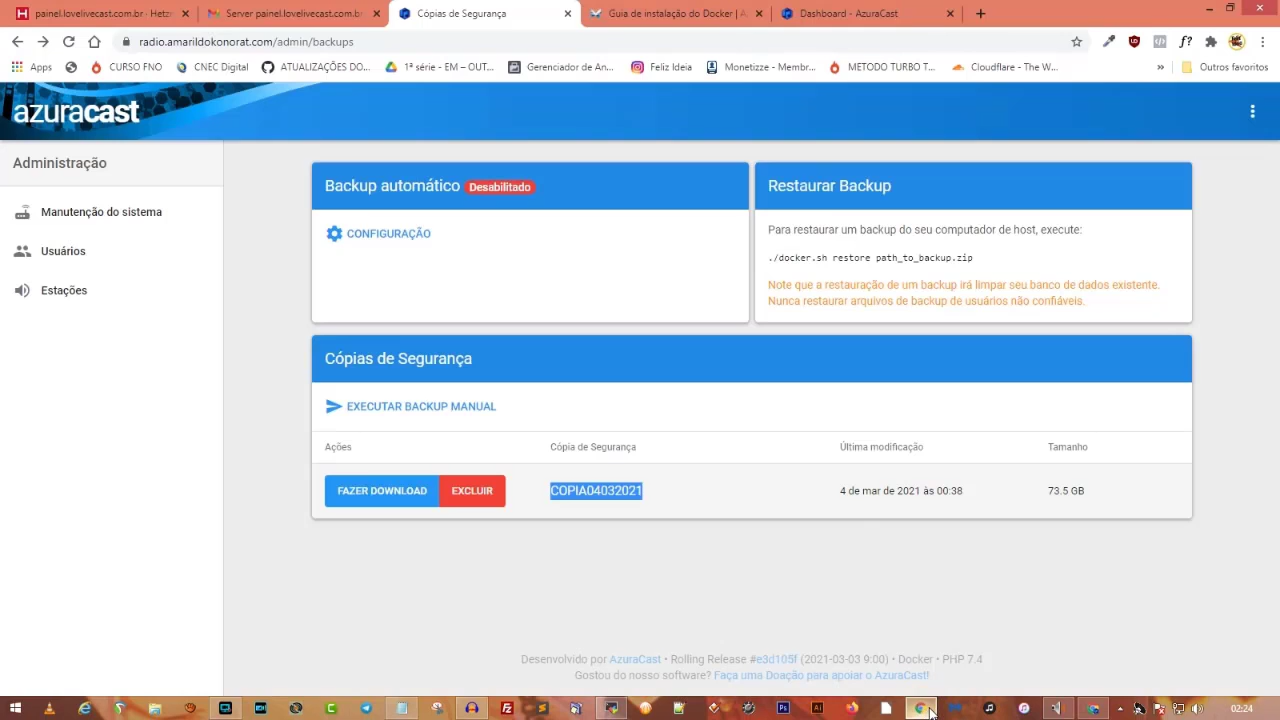 painel.lovelivecast.com.br - Hetz
Server painel.lovelivecast.com.br
Cópias de Segurança
Guia de instalação do Docker | A
Dashboard - AzuraCast
radio.amarildokonorat.com/admin/backups
Apps
CURSO FNO
CNEC Digital
ATUALIZAÇÕES DO...
1ª série - EM – OUT...
Gerenciador de An...
Feliz Ideia
Monetizze - Membr...
METODO TURBO T...
Cloudflare - The W...
»
Outros favoritos
azuracast
Administração
Manutenção do sistema
Usuários
Estações
Backup automático Desabilitado
CONFIGURAÇÃO
Restaurar Backup
Para restaurar um backup do seu computador de host, execute:
./docker.sh restore path_to_backup.zip
Note que a restauração de um backup irá limpar seu banco de dados existente.
Nunca restaurar arquivos de backup de usuários não confiáveis.
Cópias de Segurança
EXECUTAR BACKUP MANUAL
Ações Cópia de Segurança Última modificação Tamanho
FAZER DOWNLOAD EXCLUIR COPIA04032021 4 de mar de 2021 às 00:38 73.5 GB
Desenvolvido por AzuraCast • Rolling Release #e3d105f (2021-03-03 9:00) • Docker • PHP 7.4
Gostou do nosso software? Faça uma Doação para apoiar o AzuraCast!
02:24